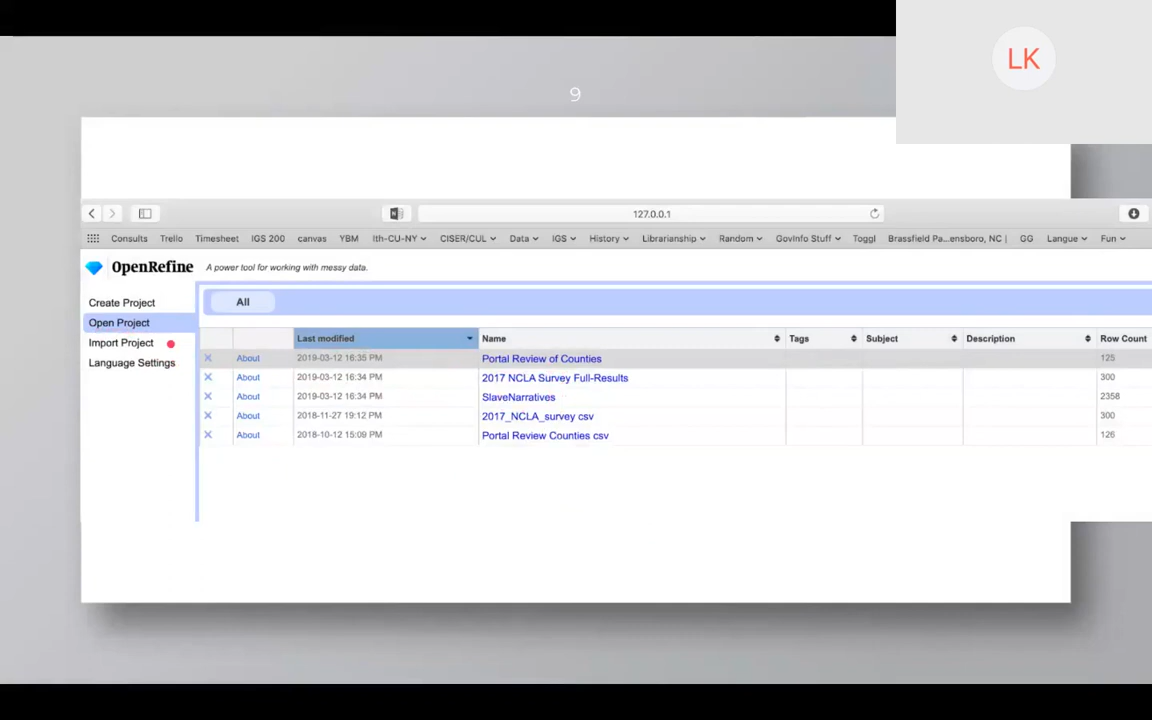 LK
9
127.0.0.1
Consults Trello Timesheet IGS 200 canvas YBM Ith-CU-NY CISER/CUL Data IGS History Librarianship Random GovInfo Stuff Toggl Brassfield Pa...ensboro, NC | GG Langue Fun
OpenRefine A power tool for working with messy data.
Create Project
Open Project
Import Project
Language Settings
All
Last modified Name Tags Subject Description Row Count
About 2019-03-12 16:35 PM Portal Review of Counties 125
About 2019-03-12 16:34 PM 2017 NCLA Survey Full-Results 300
About 2019-03-12 16:34 PM SlaveNarratives 2358
About 2018-11-27 19:12 PM 2017_NCLA_survey csv 300
About 2018-10-12 15:09 PM Portal Review Counties csv 126